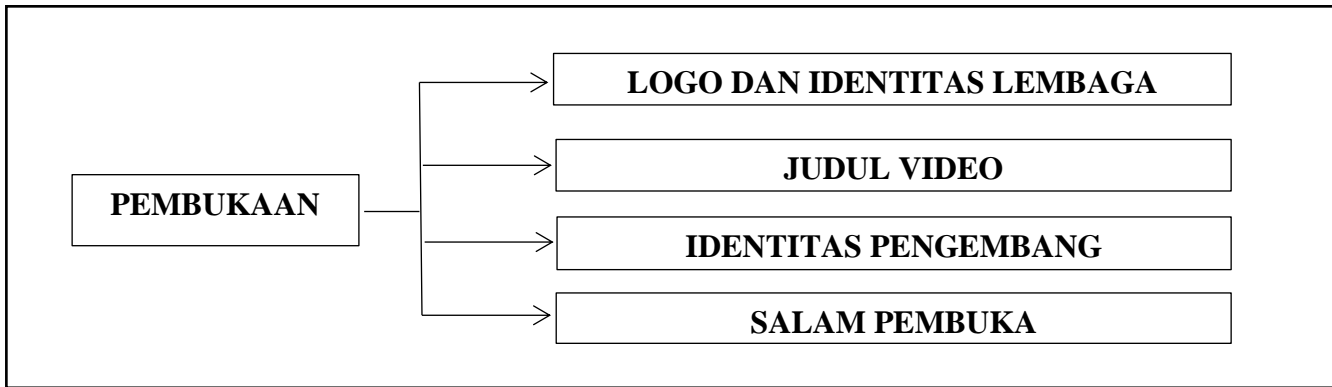 LOGO DAN IDENTITAS LEMBAGA
JUDUL VIDEO
PEMBUKAAN
IDENTITAS PENGEMBANG
SALAM PEMBUKA